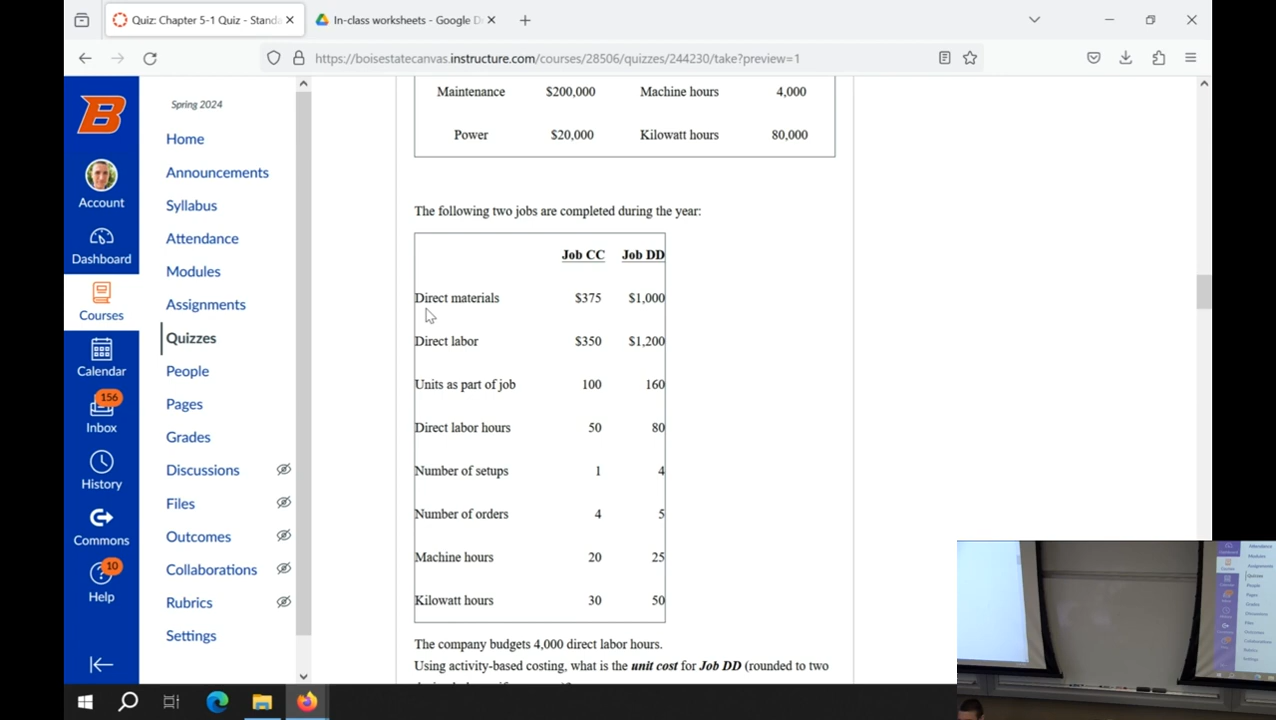 Quiz: Chapter 5-1 Quiz - Standa
In-class worksheets - Google D
https://boisestatecanvas.instructure.com/courses/28506/quizzes/244230/take?preview=1
Spring 2024
Account
Dashboard
Courses
Calendar
156
Inbox
History
Commons
10
Help
Home
Announcements
Syllabus
Attendance
Modules
Assignments
Quizzes
People
Pages
Grades
Discussions
Files
Outcomes
Collaborations
Rubrics
Settings
Maintenance $200,000 Machine hours 4,000
Power $20,000 Kilowatt hours 80,000
The following two jobs are completed during the year:
Job CC Job DD
Direct materials $375 $1,000
Direct labor $350 $1,200
Units as part of job 100 160
Direct labor hours 50 80
Number of setups 1 4
Number of orders 4 5
Machine hours 20 25
Kilowatt hours 30 50
The company budgets 4,000 direct labor hours.
Using activity-based costing, what is the unit cost for Job DD (rounded to two